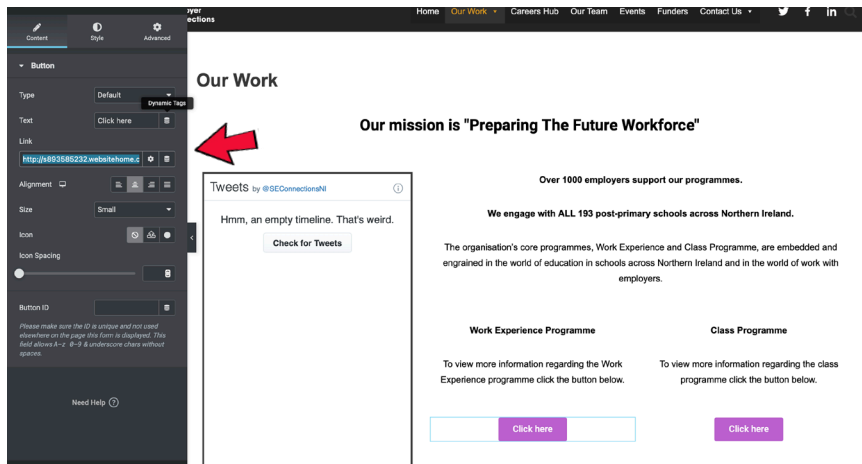 Content
Style
Advanced
Button
Type
Default
Dynamic Tags
Text
Click here
Link
http://s893585232.websitehome.c
Alignment
Size
Small
Icon
Icon Spacing
Button ID
Please make sure the ID is unique and not used
elsewhere on the page this form is displayed. This
field allows A-z 0-9 & underscore chars without
spaces.
Need Help
oyer
ections
Home Our Work Careers Hub Our Team Events Funders Contact Us
Our Work
Our mission is "Preparing The Future Workforce"
Tweets by @SEConnectionsNI
Hmm, an empty timeline. That's weird.
Check for Tweets
Over 1000 employers support our programmes.
We engage with ALL 193 post-primary schools across Northern Ireland.
The organisation's core programmes, Work Experience and Class Programme, are embedded and
engrained in the world of education in schools across Northern Ireland and in the world of work with
employers.
Work Experience Programme
To view more information regarding the Work
Experience programme click the button below.
Click here
Class Programme
To view more information regarding the class
programme click the button below.
Click here